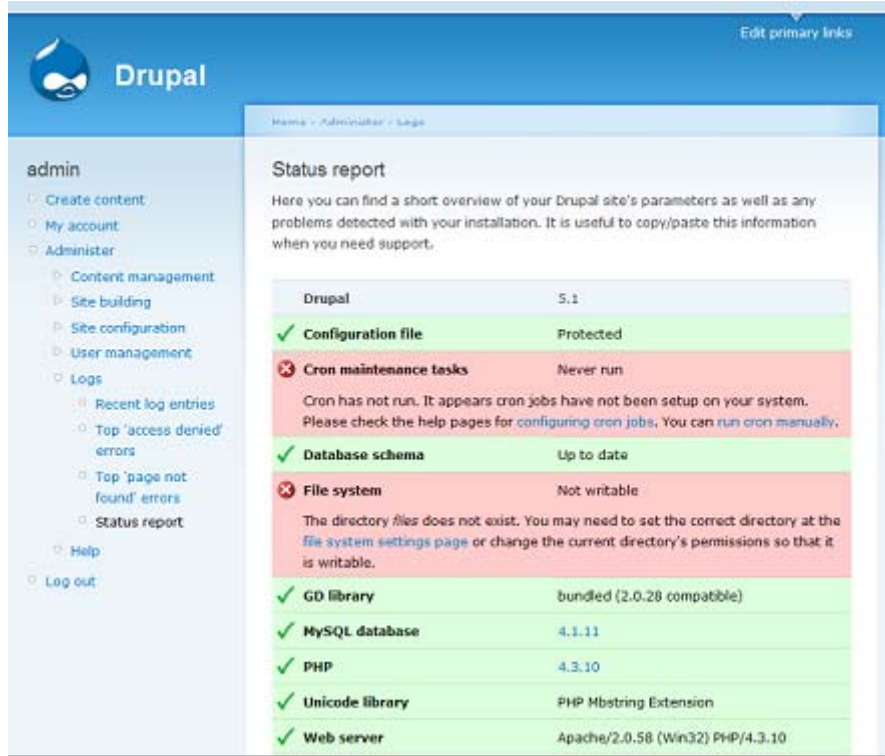 Edit primary links
Drupal
Home › Administer › Logs
admin
Create content
My account
Administer
Content management
Site building
Site configuration
User management
Logs
Recent log entries
Top 'access denied'
errors
Top 'page not
found' errors
Status report
Help
Log out
Status report
Here you can find a short overview of your Drupal site's parameters as well as any
problems detected with your installation. It is useful to copy/paste this information
when you need support.
Drupal 5.1
Configuration file Protected
Cron maintenance tasks Never run
Cron has not run. It appears cron jobs have not been setup on your system.
Please check the help pages for configuring cron jobs. You can run cron manually.
Database schema Up to date
File system Not writable
The directory files does not exist. You may need to set the correct directory at the
file system settings page or change the current directory's permissions so that it
is writable.
GD library bundled (2.0.28 compatible)
MySQL database 4.1.11
PHP 4.3.10
Unicode library PHP Mbstring Extension
Web server Apache/2.0.58 (Win32) PHP/4.3.10